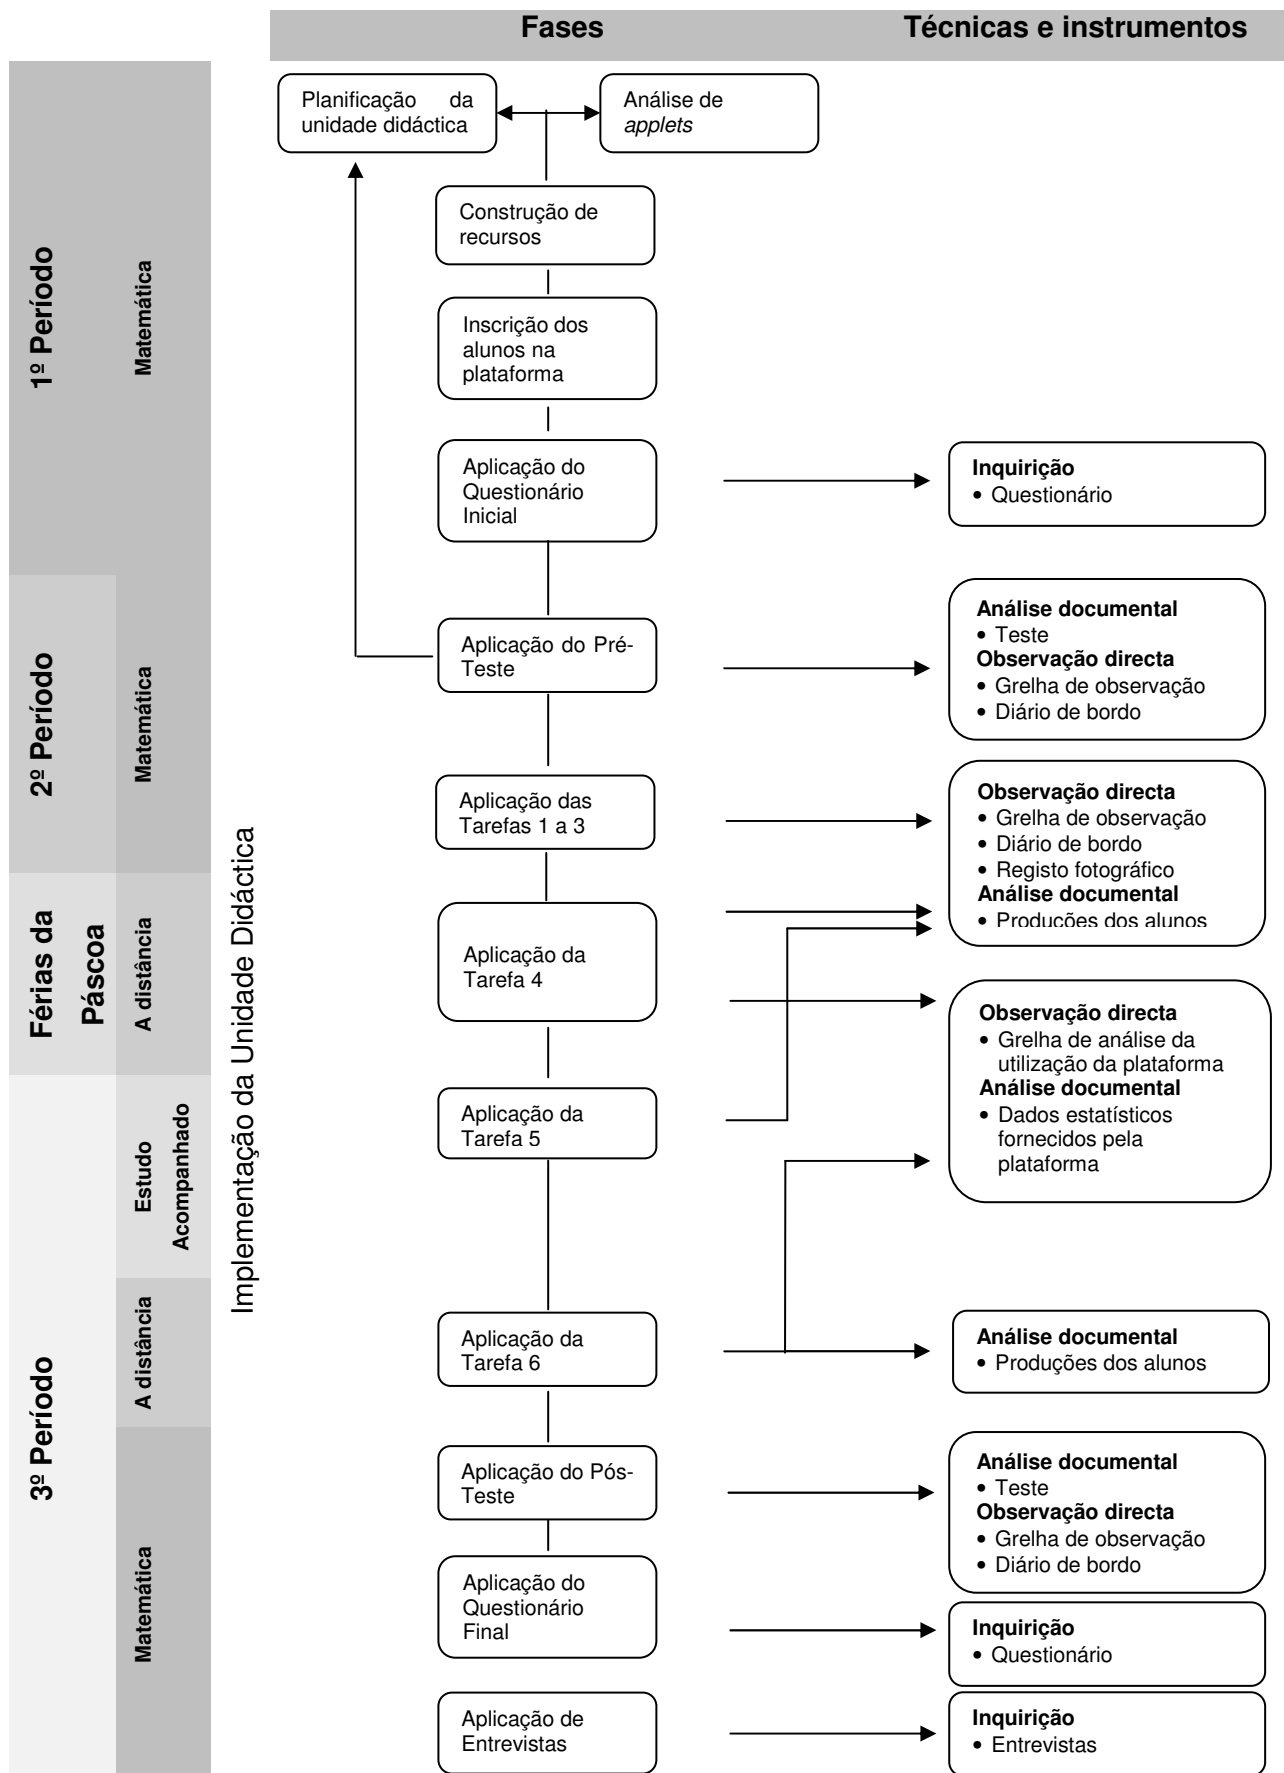 Fases
Técnicas e instrumentos
1º Período
Matemática
2º Período
Matemática
Férias da
Páscoa
A distância
3º Período
Estudo
Acompanhado
A distância
Matemática
Implementação da Unidade Didáctica
Planificação da
unidade didáctica
Análise de
applets
Construção de
recursos
Inscrição dos
alunos na
plataforma
Aplicação do
Questionário
Inicial
Inquirição
• Questionário
Aplicação do Pré-
Teste
Análise documental
• Teste
Observação directa
• Grelha de observação
• Diário de bordo
Aplicação das
Tarefas 1 a 3
Observação directa
• Grelha de observação
• Diário de bordo
• Registo fotográfico
Análise documental
• Produções dos alunos
Aplicação da
Tarefa 4
Observação directa
• Grelha de análise da
utilização da plataforma
Análise documental
• Dados estatísticos
fornecidos pela
plataforma
Aplicação da
Tarefa 5
Aplicação da
Tarefa 6
Análise documental
• Produções dos alunos
Aplicação do Pós-
Teste
Análise documental
• Teste
Observação directa
• Grelha de observação
• Diário de bordo
Aplicação do
Questionário
Final
Inquirição
• Questionário
Aplicação de
Entrevistas
Inquirição
• Entrevistas